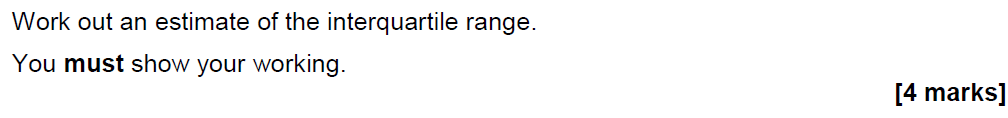 Work out an estimate of the interquartile range.
You must show your working.
[4 marks]